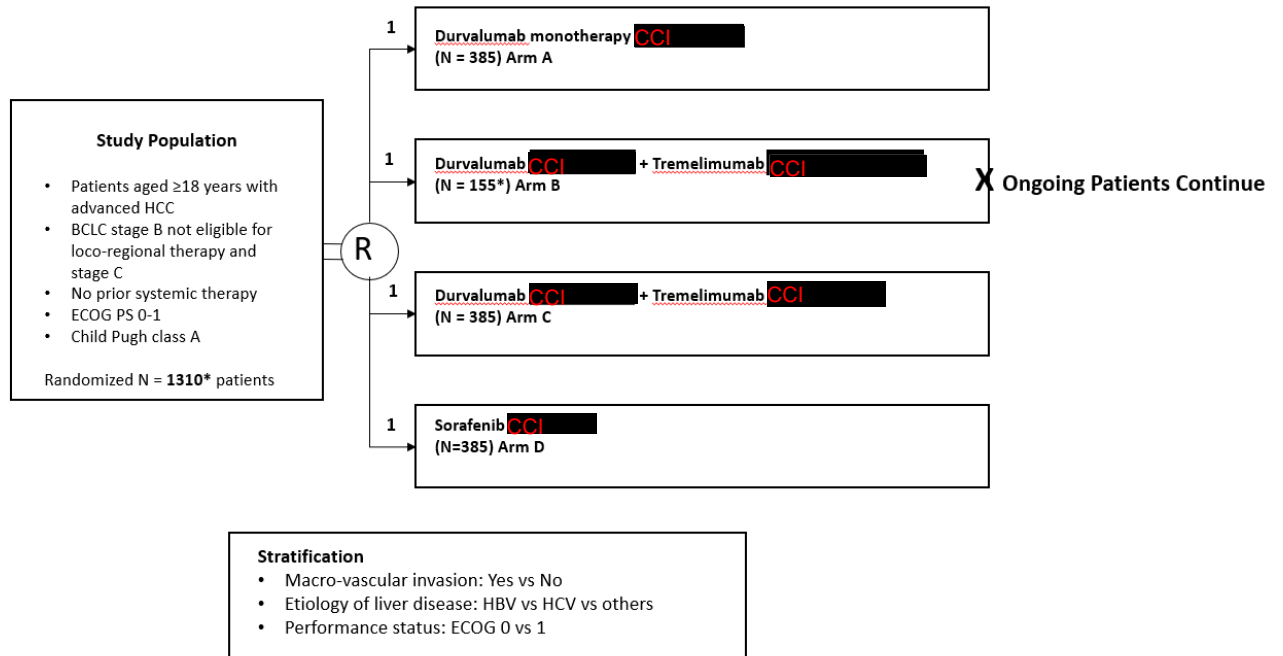 Study Population
• Patients aged ≥18 years with
advanced HCC
• BCLC stage B not eligible for
loco-regional therapy and
stage C
• No prior systemic therapy
• ECOG PS 0-1
• Child Pugh class A
Randomized N = 1310* patients
R
1
Durvalumab monotherapy CCI
(N = 385) Arm A
1
Durvalumab CCI + Tremelimumab CCI
(N = 155*) Arm B
X Ongoing Patients Continue
1
Durvalumab CCI + Tremelimumab CCI
(N = 385) Arm C
1
Sorafenib CCI
(N=385) Arm D
Stratification
• Macro-vascular invasion: Yes vs No
• Etiology of liver disease: HBV vs HCV vs others
• Performance status: ECOG 0 vs 1